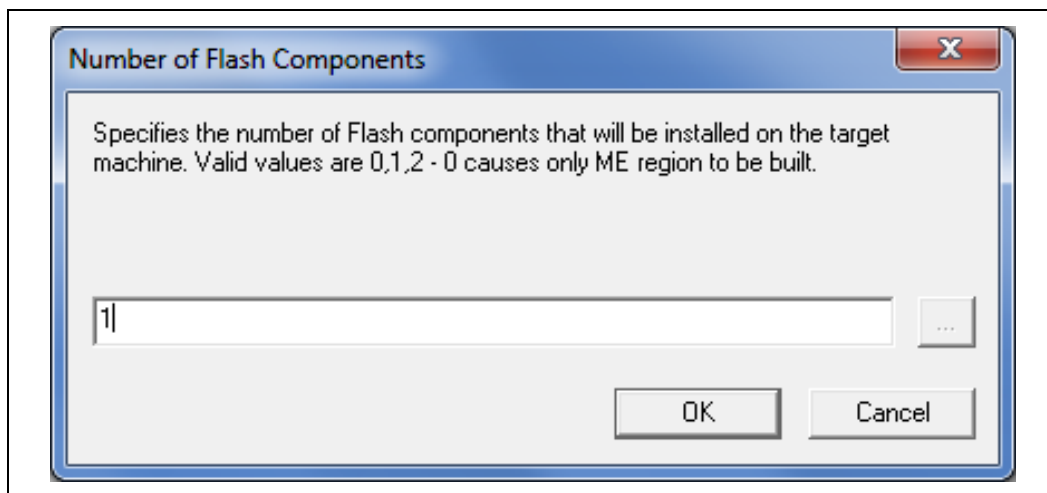 Number of Flash Components
Specifies the number of Flash components that will be installed on the target
machine. Valid values are 0,1,2 - 0 causes only ME region to be built.
1
...
OK
Cancel